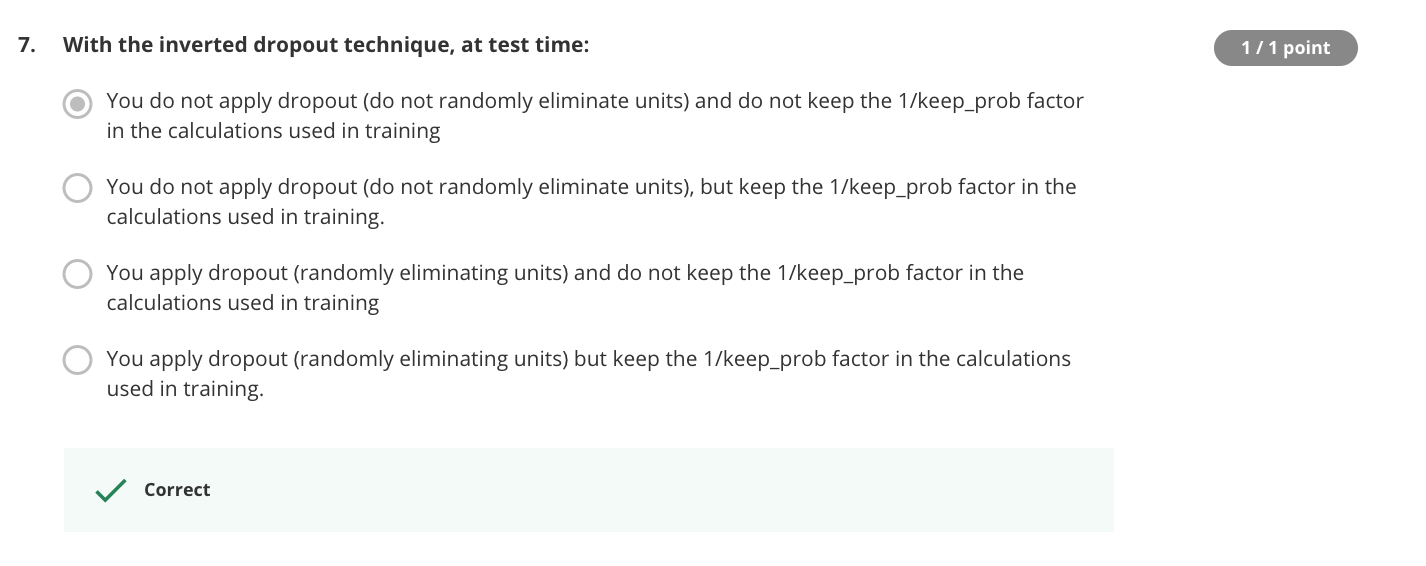 7. With the inverted dropout technique, at test time:
1 / 1 point
You do not apply dropout (do not randomly eliminate units) and do not keep the 1/keep_prob factor
in the calculations used in training
You do not apply dropout (do not randomly eliminate units), but keep the 1/keep_prob factor in the
calculations used in training.
You apply dropout (randomly eliminating units) and do not keep the 1/keep_prob factor in the
calculations used in training
You apply dropout (randomly eliminating units) but keep the 1/keep_prob factor in the calculations
used in training.
Correct